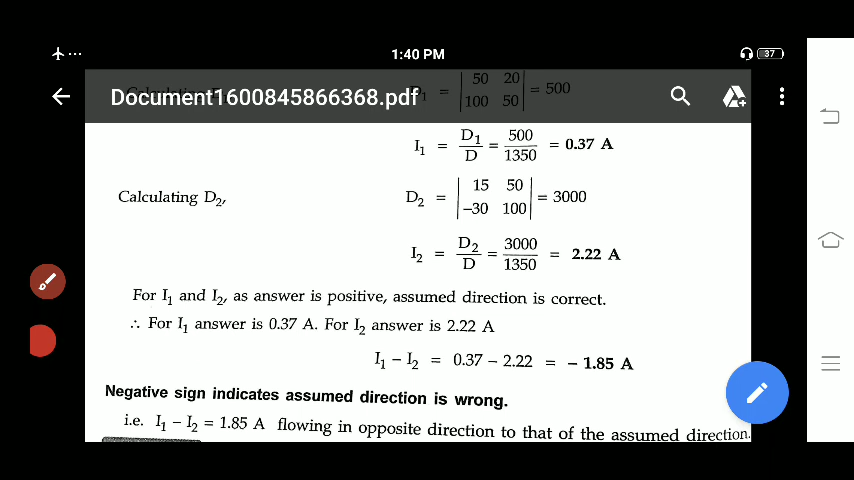 1:40 PM
37
Document1600845866368.pdf
D1 = | 50 20 | = 500
| 100 50 |
I1 = D1/D = 500/1350 = 0.37 A
Calculating D2, D2 = | 15 50 | = 3000
| –30 100 |
I2 = D2/D = 3000/1350 = 2.22 A
For I1 and I2, as answer is positive, assumed direction is correct.
∴ For I1 answer is 0.37 A. For I2 answer is 2.22 A
I1 – I2 = 0.37 – 2.22 = – 1.85 A
Negative sign indicates assumed direction is wrong.
i.e. I1 – I2 = 1.85 A flowing in opposite direction to that of the assumed direction.